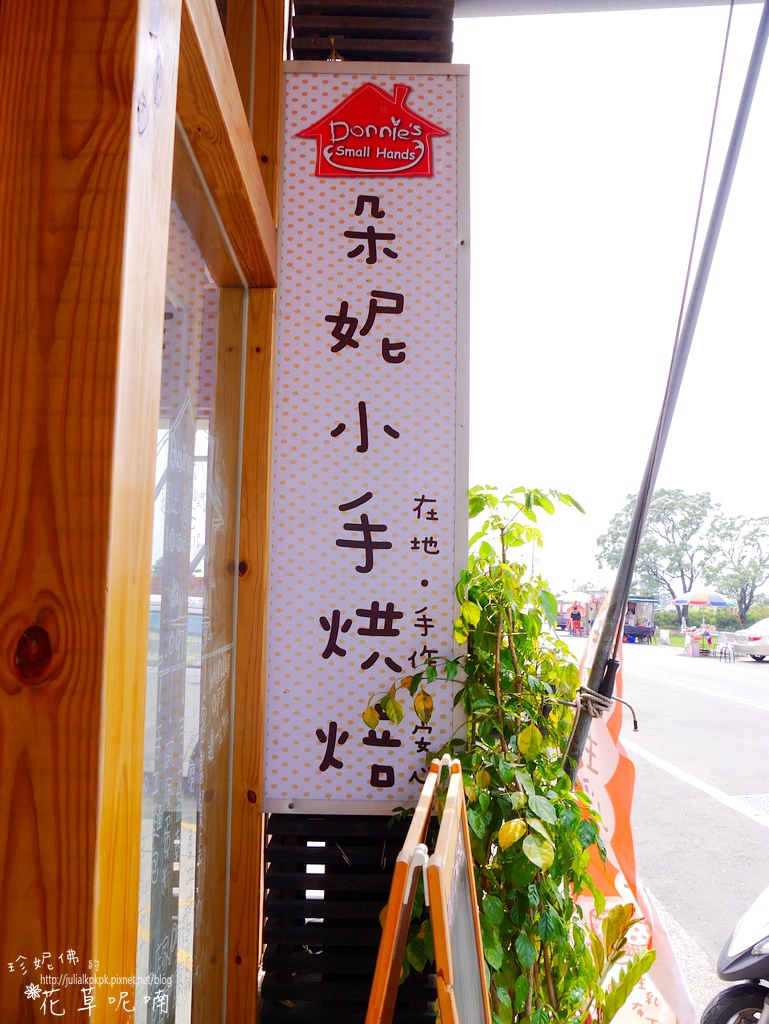 Donnie's
Small Hands
朵妮小手烘焙
在地·手作·安心
珍妮佛的
http://julialkpkpk.pixnet.net/blog
花草呢喃